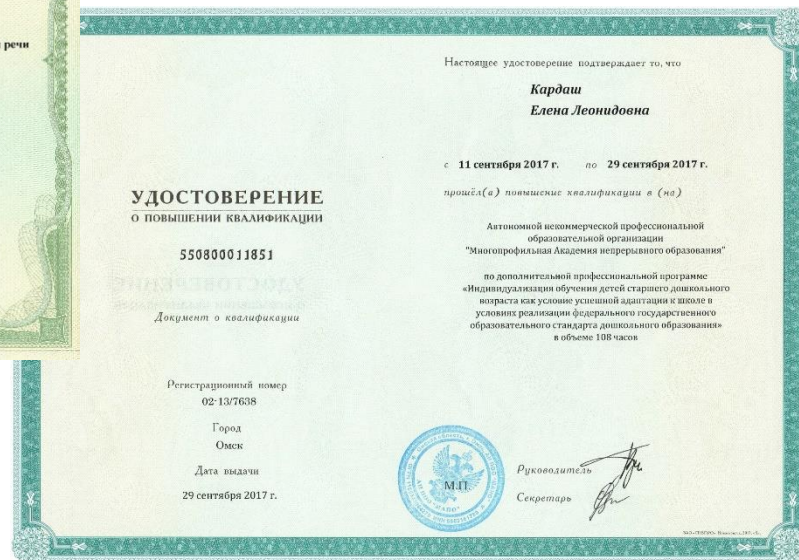 речи
УДОСТОВЕРЕНИЕ
О ПОВЫШЕНИИ КВАЛИФИКАЦИИ
550800011851
Документ о квалификации
Регистрационный номер
02-13/7638
Город
Омск
Дата выдачи
29 сентября 2017 г.
Настоящее удостоверение подтверждает то, что
Кардаш
Елена Леонидовна
с 11 сентября 2017 г. по 29 сентября 2017 г.
прошёл(а) повышение квалификации в (на)
Автономной некоммерческой профессиональной
образовательной организации
"Многопрофильная Академия непрерывного образования"
по дополнительной профессиональной программе
«Индивидуализация обучения детей старшего дошкольного
возраста как условие успешной адаптации к школе в
условиях реализации федерального государственного
образовательного стандарта дошкольного образования»
в объеме 108 часов
М.П.
Руководитель
Секретарь